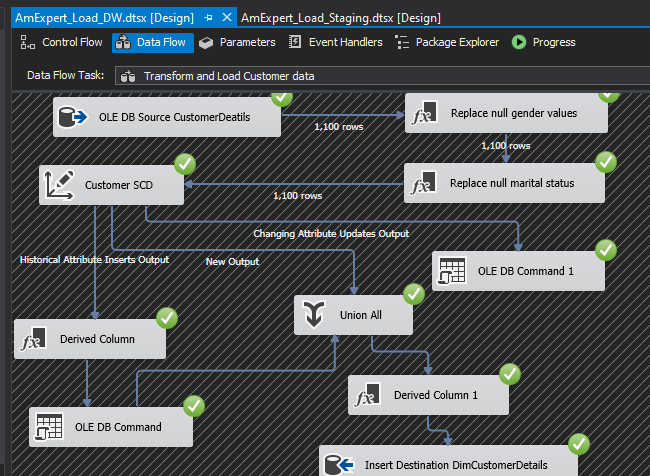 AmExpert_Load_DW.dtsx [Design] AmExpert_Load_Staging.dtsx [Design]
Control Flow Data Flow Parameters Event Handlers Package Explorer Progress
Data Flow Task: Transform and Load Customer data
OLE DB Source CustomerDeatils
1,100 rows
Replace null gender values
1,100 rows
Replace null marital status
1,100 rows
Customer SCD
Changing Attribute Updates Output
Historical Attribute Inserts Output
New Output
OLE DB Command 1
Union All
Derived Column
Derived Column 1
OLE DB Command
Insert Destination DimCustomerDetails